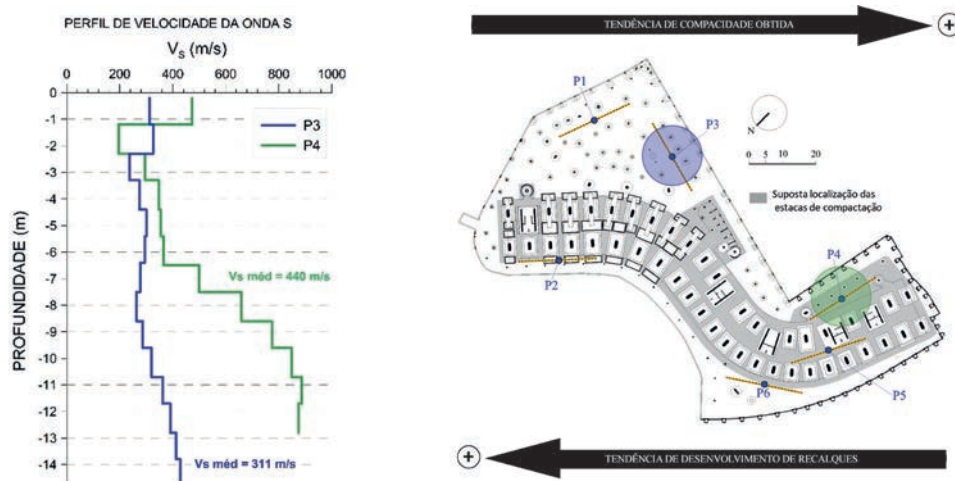 PERFIL DE VELOCIDADE DA ONDA S
Vs (m/s)
0 200 400 600 800 1000
PROFUNDIDADE (m)
0
-1
-2
-3
-4
-5
-6
-7
-8
-9
-10
-11
-12
-13
-14
P3
P4
Vs méd = 440 m/s
Vs méd = 311 m/s
TENDÊNCIA DE COMPACIDADE OBTIDA
+
P1
P3
N
0 5 10 20
Suposta localização das
estacas de compactação
P4
P2
P6
P5
+
TENDÊNCIA DE DESENVOLVIMENTO DE RECALQUES